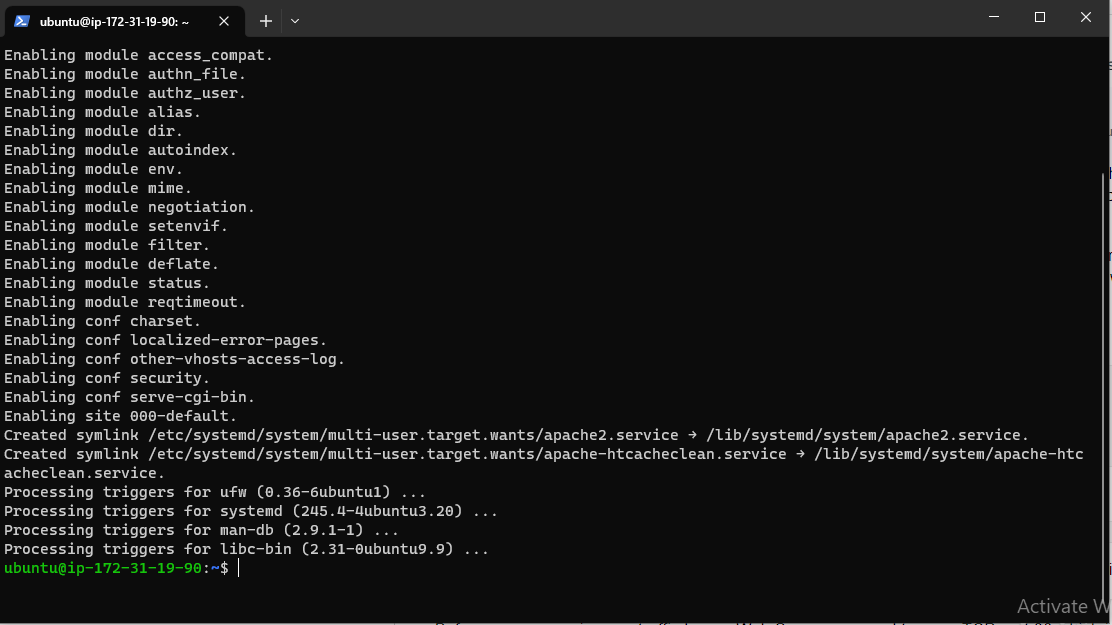 ubuntu@ip-172-31-19-90: ~
Enabling module access_compat.
Enabling module authn_file.
Enabling module authz_user.
Enabling module alias.
Enabling module dir.
Enabling module autoindex.
Enabling module env.
Enabling module mime.
Enabling module negotiation.
Enabling module setenvif.
Enabling module filter.
Enabling module deflate.
Enabling module status.
Enabling module reqtimeout.
Enabling conf charset.
Enabling conf localized-error-pages.
Enabling conf other-vhosts-access-log.
Enabling conf security.
Enabling conf serve-cgi-bin.
Enabling site 000-default.
Created symlink /etc/systemd/system/multi-user.target.wants/apache2.service → /lib/systemd/system/apache2.service.
Created symlink /etc/systemd/system/multi-user.target.wants/apache-htcacheclean.service → /lib/systemd/system/apache-htc
acheclean.service.
Processing triggers for ufw (0.36-6ubuntu1) ...
Processing triggers for systemd (245.4-4ubuntu3.20) ...
Processing triggers for man-db (2.9.1-1) ...
Processing triggers for libc-bin (2.31-0ubuntu9.9) ...
ubuntu@ip-172-31-19-90:~$
Activate W